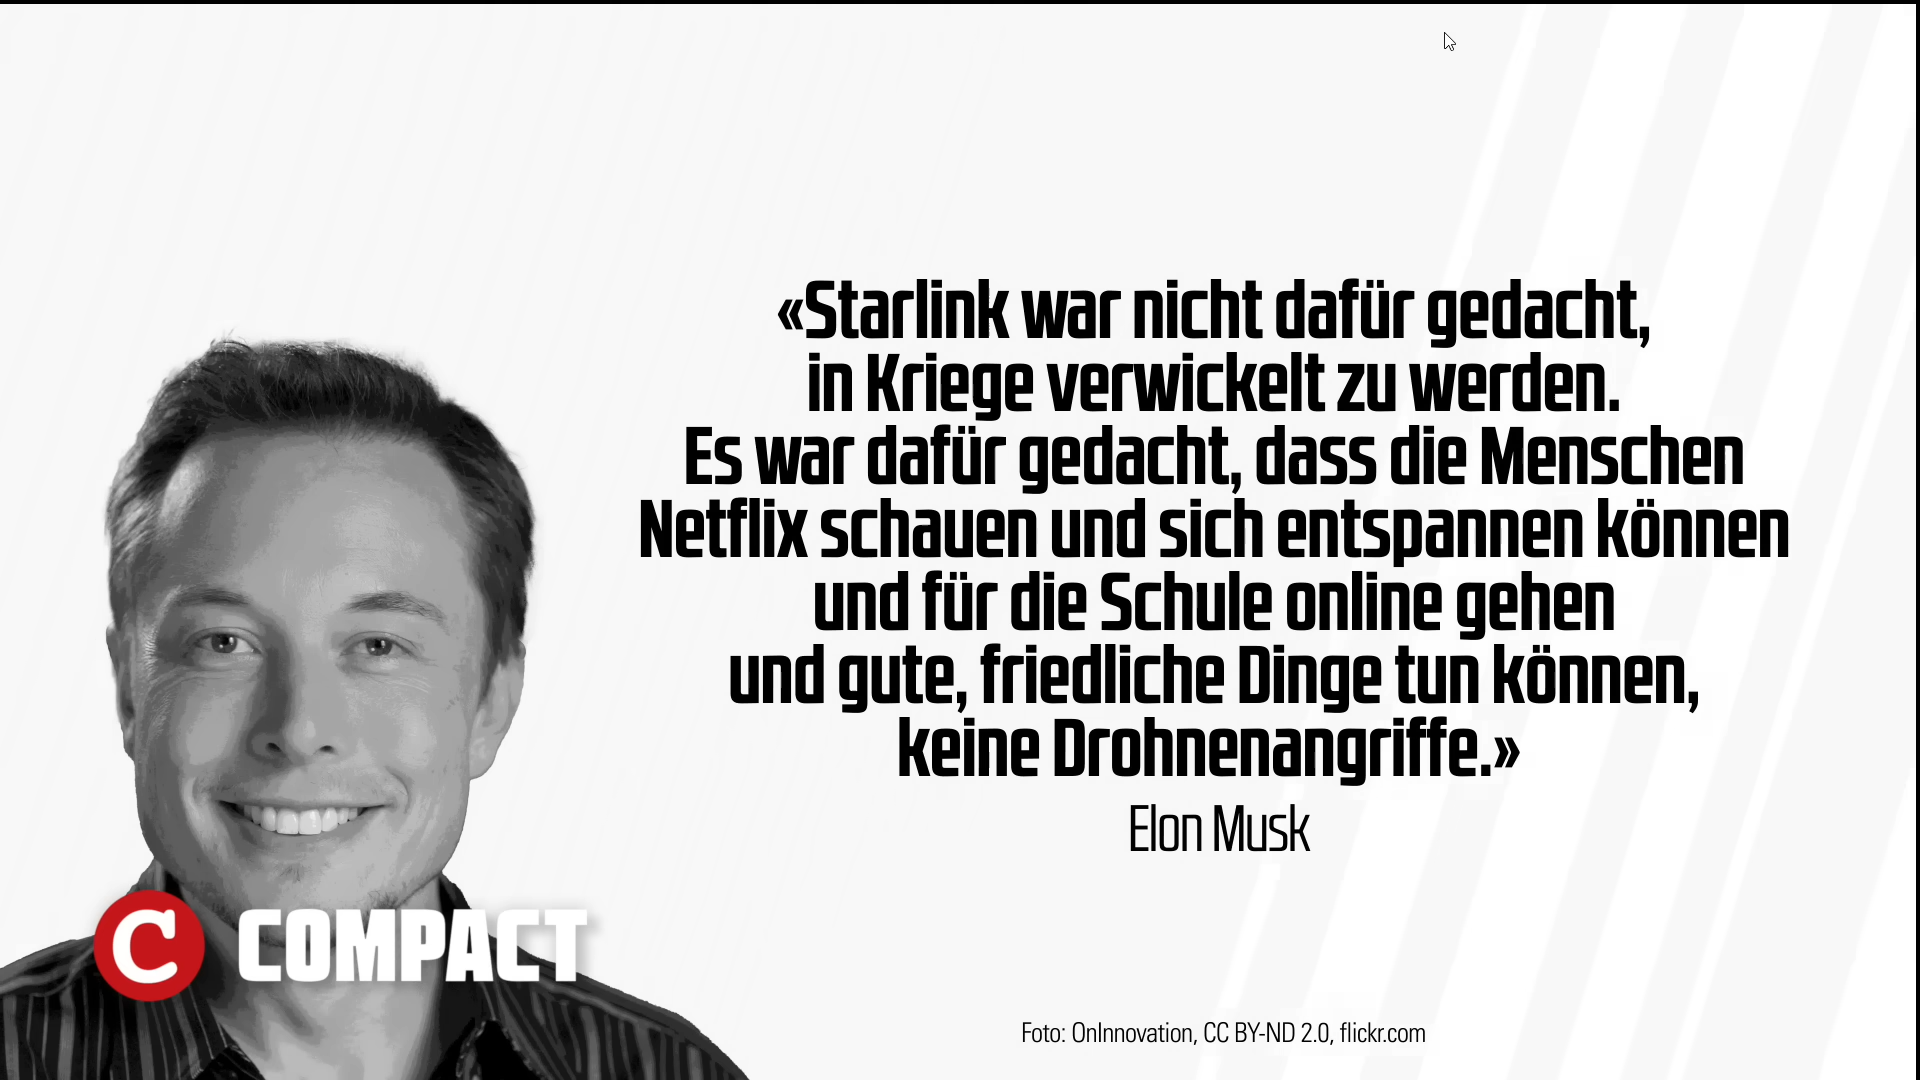 «Starlink war nicht dafür gedacht,
in Kriege verwickelt zu werden.
Es war dafür gedacht, dass die Menschen
Netflix schauen und sich entspannen können
und für die Schule online gehen
und gute, friedliche Dinge tun können,
keine Drohnenangriffe.»
Elon Musk
C COMPACT
Foto: OnInnovation, CC BY-ND 2.0, flickr.com